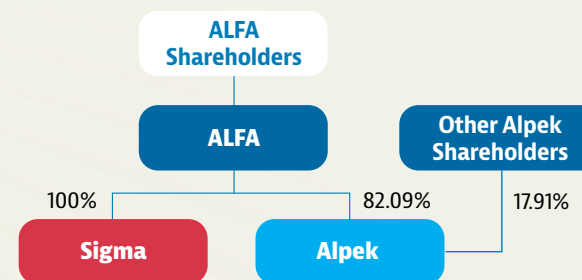 ALFA
Shareholders
ALFA
Other Alpek
Shareholders
100%
82.09%
17.91%
Sigma
Alpek